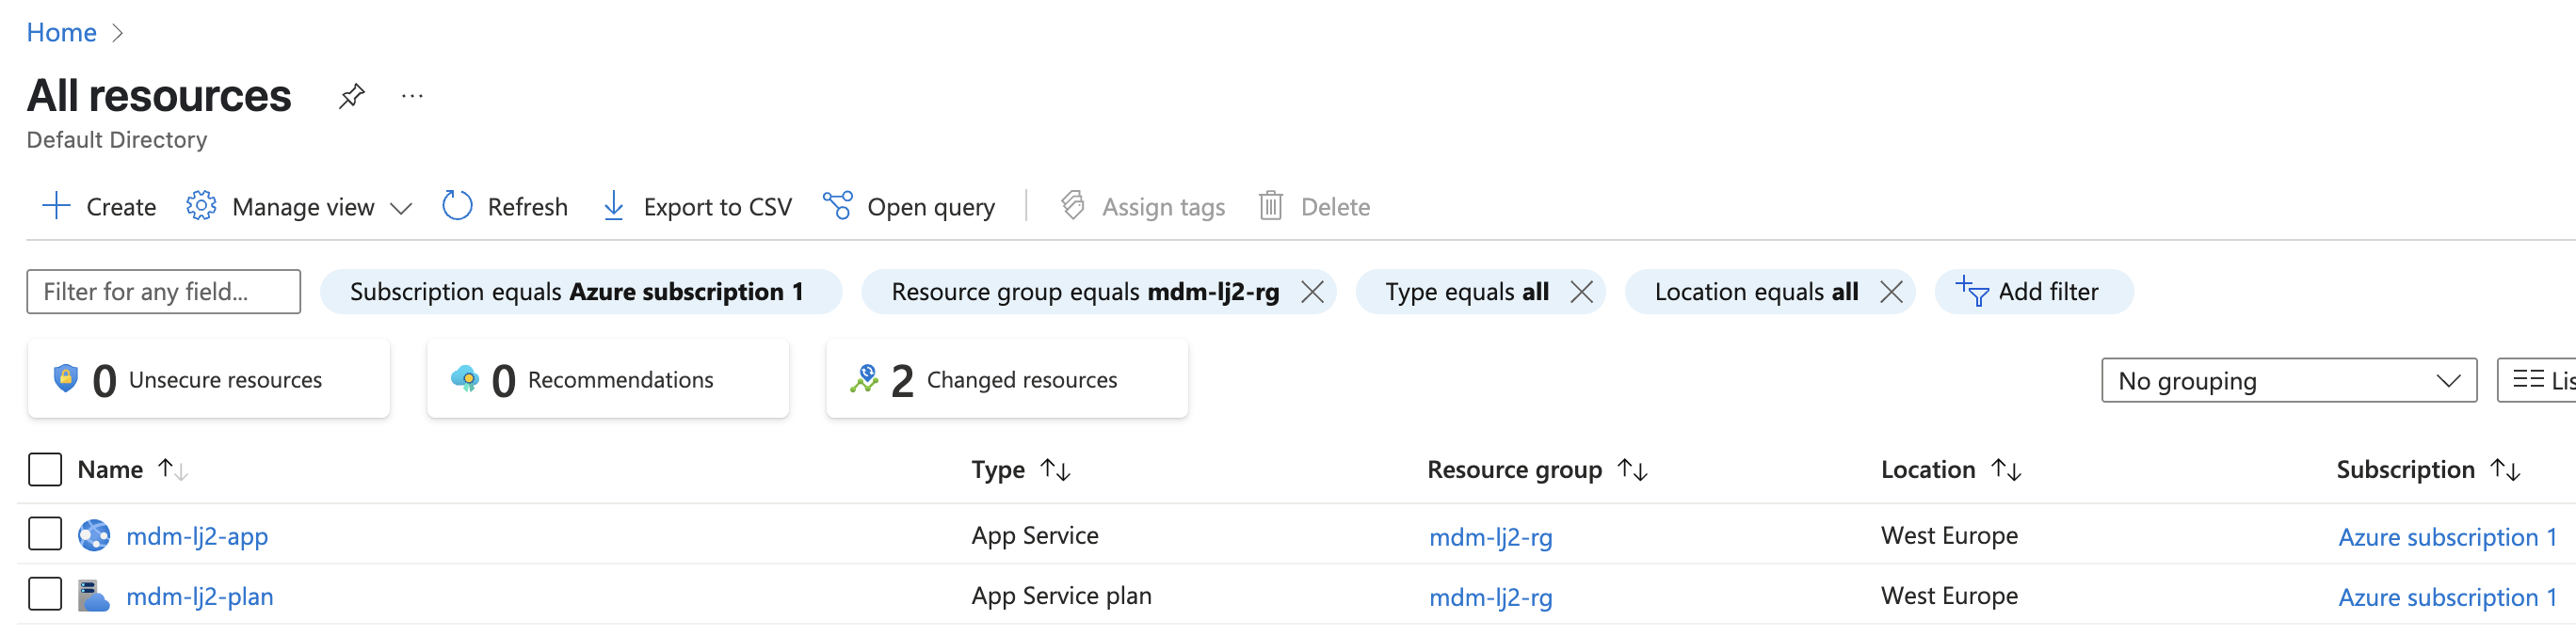 Home
All resources
Default Directory
Create Manage view Refresh Export to CSV Open query Assign tags Delete
Filter for any field... Subscription equals Azure subscription 1 Resource group equals mdm-lj2-rg Type equals all Location equals all Add filter
0 Unsecure resources 0 Recommendations 2 Changed resources No grouping Lis
Name Type Resource group Location Subscription
mdm-lj2-app App Service mdm-lj2-rg West Europe Azure subscription 1
mdm-lj2-plan App Service plan mdm-lj2-rg West Europe Azure subscription 1